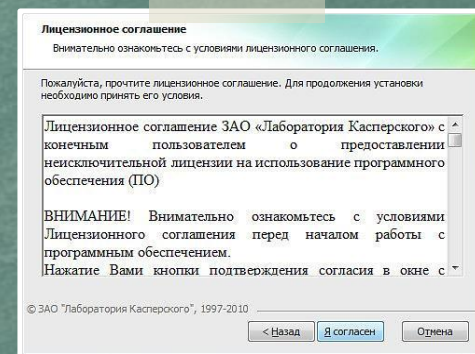 Лицензионное соглашение
Внимательно ознакомьтесь с условиями лицензионного соглашения.
Пожалуйста, прочтите лицензионное соглашение. Для продолжения установки
необходимо принять его условия.
Лицензионное соглашение ЗАО «Лаборатория Касперского» с
конечным пользователем о предоставлении
неисключительной лицензии на использование программного
обеспечения (ПО)
ВНИМАНИЕ! Внимательно ознакомьтесь с условиями
Лицензионного соглашения перед началом работы с
программным обеспечением.
Нажатие Вами кнопки подтверждения согласия в окне с
© ЗАО "Лаборатория Касперского", 1997-2010
< Назад Я согласен Отмена